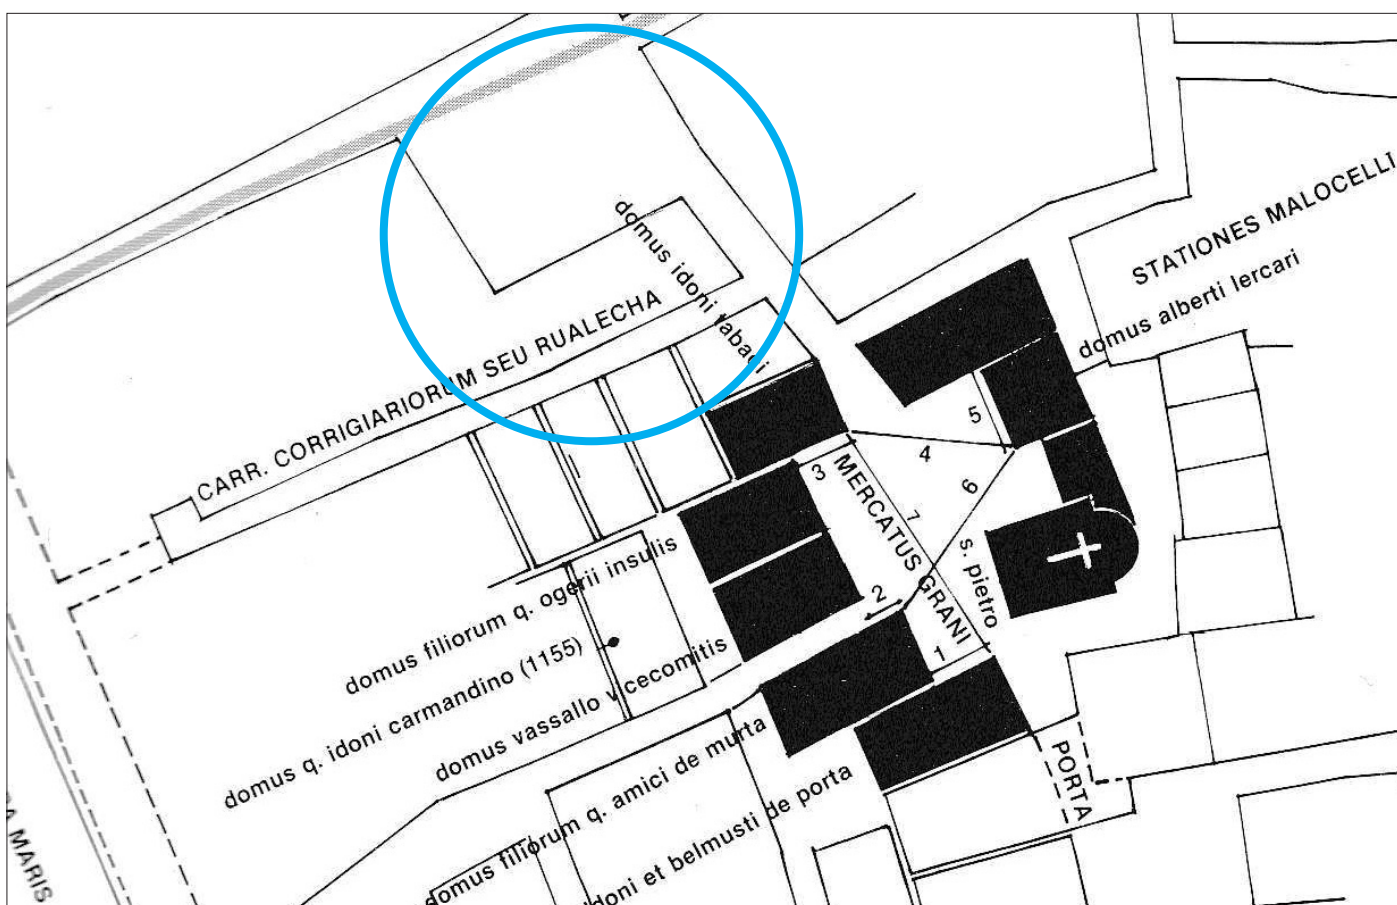 domus idoni tabaci
STATIONES MALOCELLI
domus alberti lercari
CARR. CORRIGIARIORUM SEU RUALECHA
5
4
3
6
MERCATUS GRANI
7
s. pietro
2
1
domus filiorum q. ogerii insulis
domus q. idoni carmandino (1155)
domus vassallo vicecomitis
domus filiorum q. amici de murta
idoni et belmusti de porta
PORTA
A MARIS